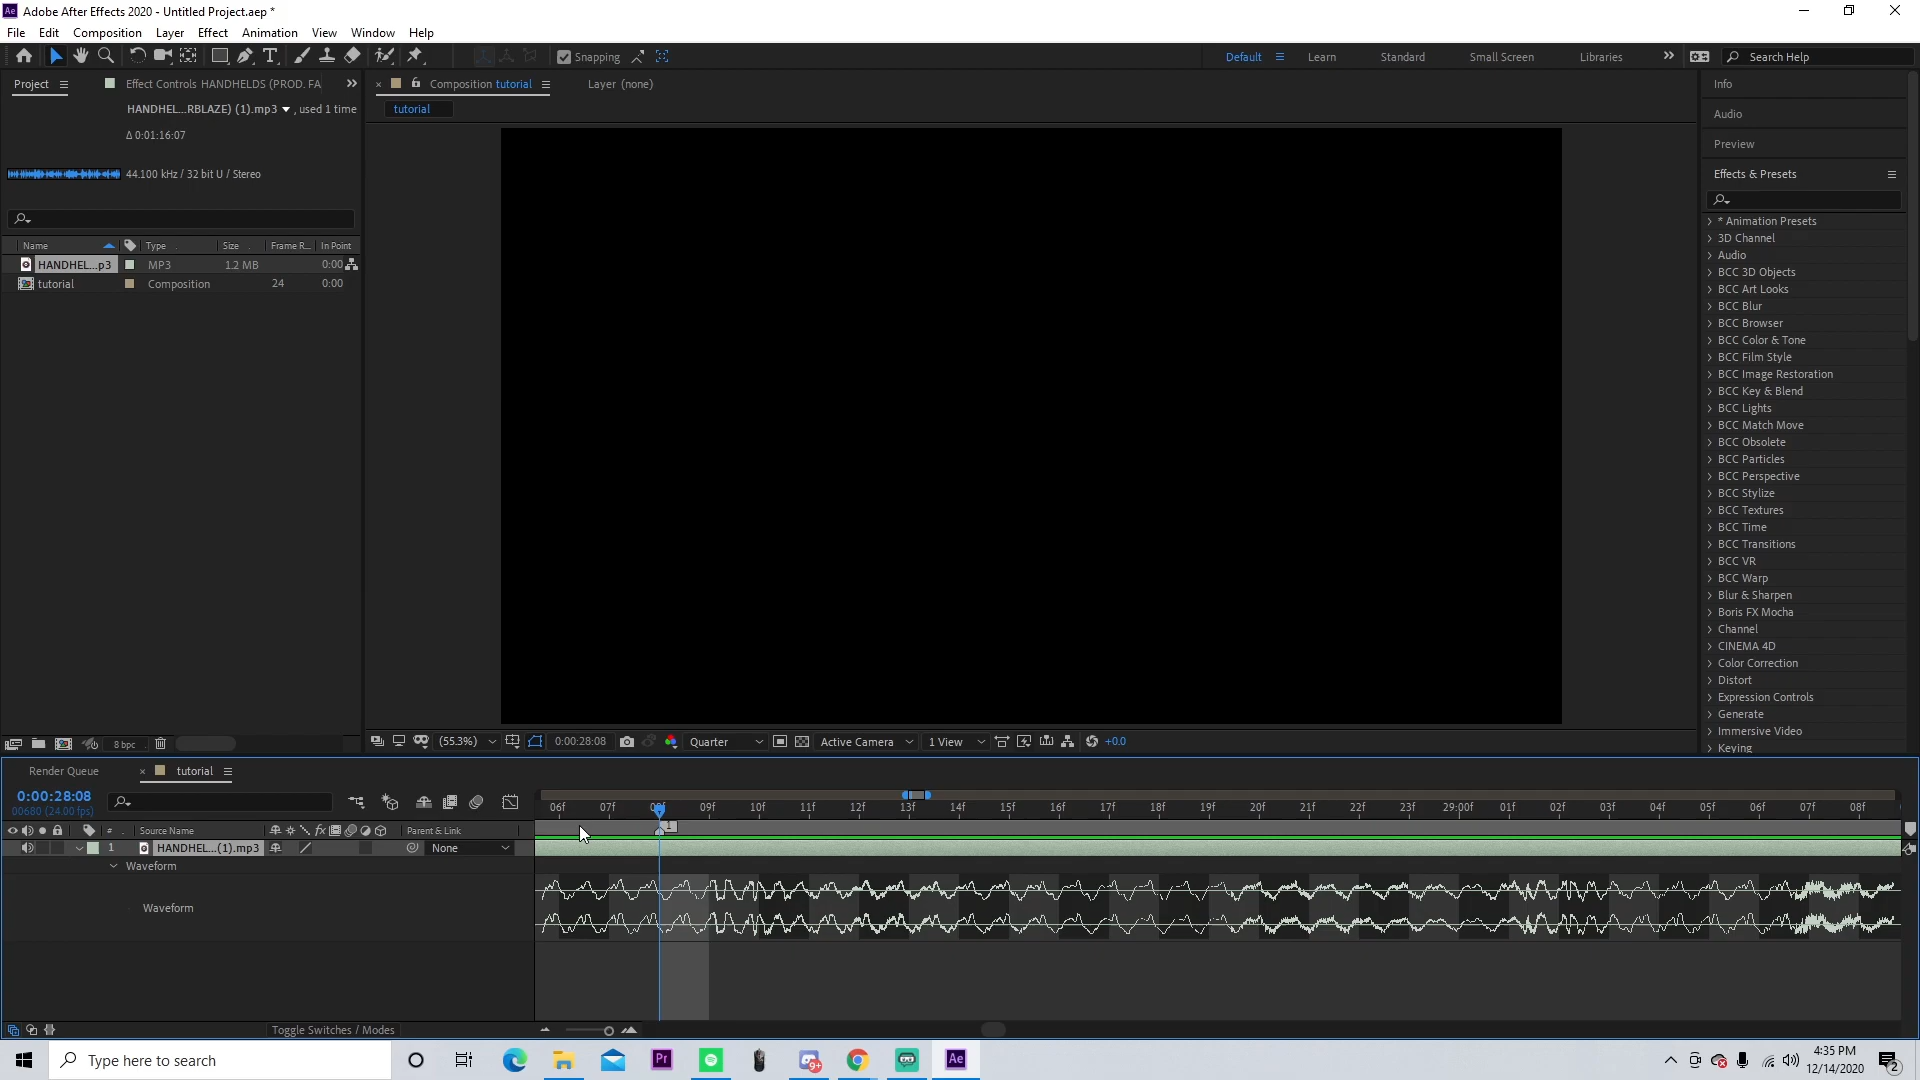 Adobe After Effects 2020 - Untitled Project.aep *
File Edit Composition Layer Effect Animation View Window Help
Snapping
Default Learn Standard Small Screen Libraries Search Help
Project Effect Controls HANDHELDS (PROD. FA
HANDHEL...RBLAZE) (1).mp3 , used 1 time
Δ 0:01:16:07
44.100 kHz / 32 bit U / Stereo
Name Type Size Frame R... In Point
HANDHEL...p3 MP3 1.2 MB 0:00
tutorial Composition 24 0:00
8 bpc
Composition tutorial Layer (none)
tutorial
(55.3%) 0:00:28:08 Quarter Active Camera 1 View +0.0
Info
Audio
Preview
Effects & Presets
* Animation Presets
3D Channel
Audio
BCC 3D Objects
BCC Art Looks
BCC Blur
BCC Browser
BCC Color & Tone
BCC Film Style
BCC Image Restoration
BCC Key & Blend
BCC Lights
BCC Match Move
BCC Obsolete
BCC Particles
BCC Perspective
BCC Stylize
BCC Textures
BCC Time
BCC Transitions
BCC VR
BCC Warp
Blur & Sharpen
Boris FX Mocha
Channel
CINEMA 4D
Color Correction
Distort
Expression Controls
Generate
Immersive Video
Keying
Render Queue tutorial
0:00:28:08
00680 (24.00 fps)
06f 07f 08f 09f 10f 11f 12f 13f 14f 15f 16f 17f 18f 19f 20f 21f 22f 23f 29:00f 01f 02f 03f 04f 05f 06f 07f 08f
1
# Source Name fx Parent & Link
1 HANDHEL...(1).mp3 None
Waveform
Waveform
Toggle Switches / Modes
Type here to search
Pr
9+
Ae
4:35 PM
12/14/2020
2